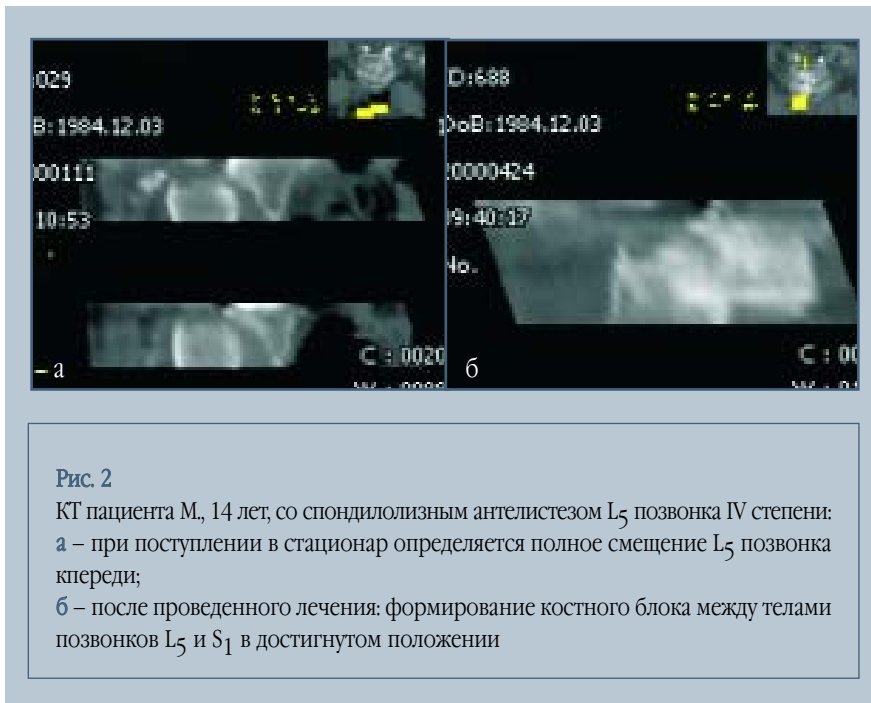 :029
B:1984.12.03
000111
10:53
C : 0020
а
D:688
DoB:1984.12.03
20000424
09:40:17
No.
C : 00
б
Рис. 2
КТ пациента М., 14 лет, со спондилолизным антелистезом L5 позвонка IV степени:
а – при поступлении в стационар определяется полное смещение L5 позвонка
кпереди;
б – после проведенного лечения: формирование костного блока между телами
позвонков L5 и S1 в достигнутом положении